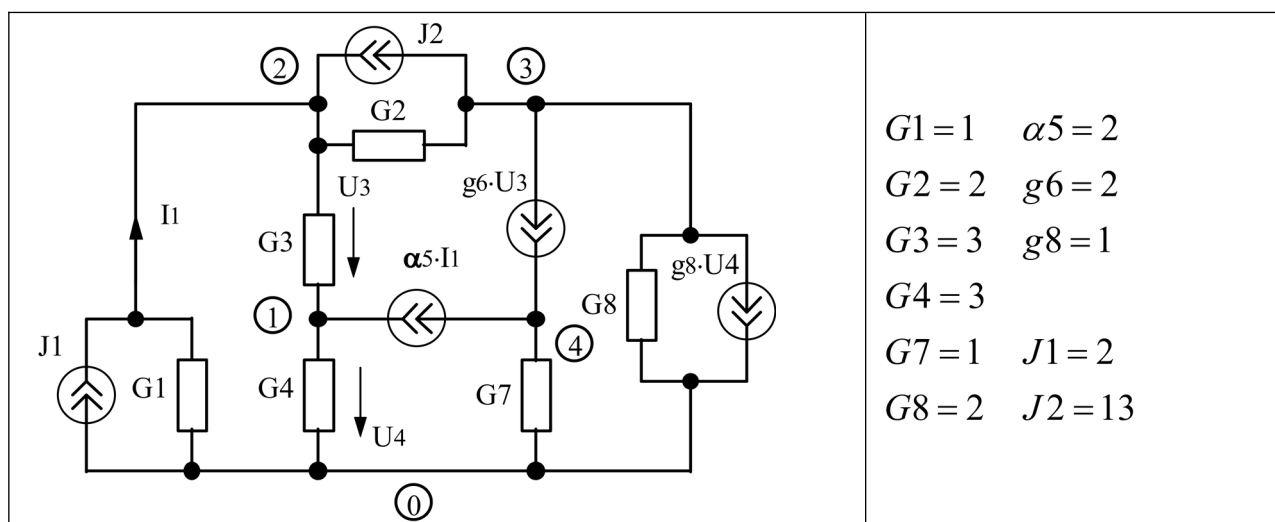 J2
2
3
G2
U3
g6·U3
I1
G3
α5·I1
g8·U4
G8
1
4
J1
G1
G4
G7
U4
0
G1=1 α5=2
G2=2 g6=2
G3=3 g8=1
G4=3
G7=1 J1=2
G8=2 J2=13